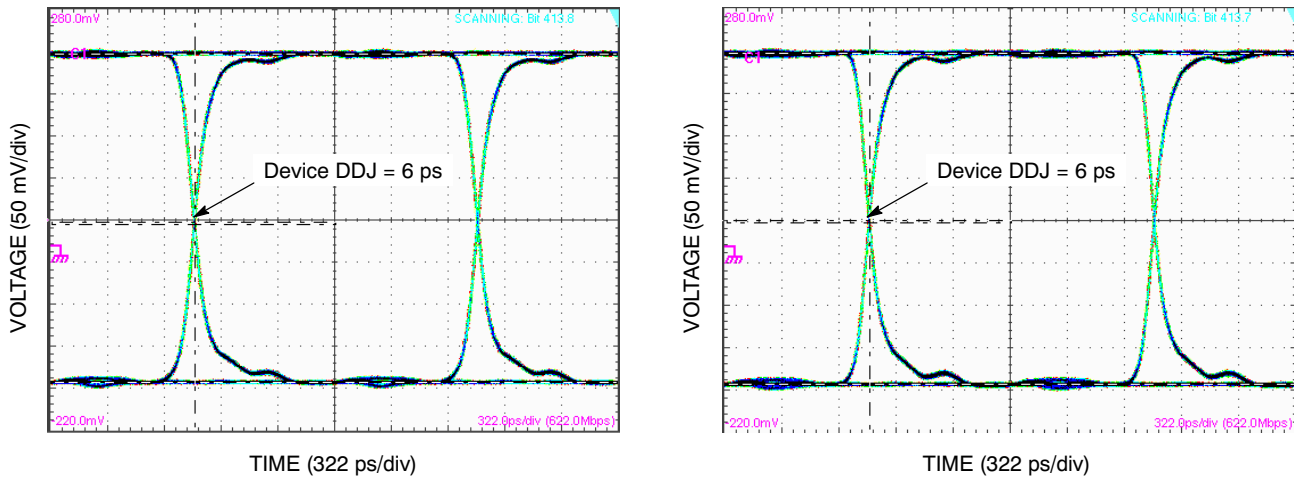 280.0mV
SCANNING: Bit 413.8
C1
VOLTAGE (50 mV/div)
Device DDJ = 6 ps
-220.0mV
322.0ps/div (622.0Mbps)
TIME (322 ps/div)
280.0mV
SCANNING: Bit 413.7
C1
VOLTAGE (50 mV/div)
Device DDJ = 6 ps
-220.0mV
322.0ps/div (622.0Mbps)
TIME (322 ps/div)